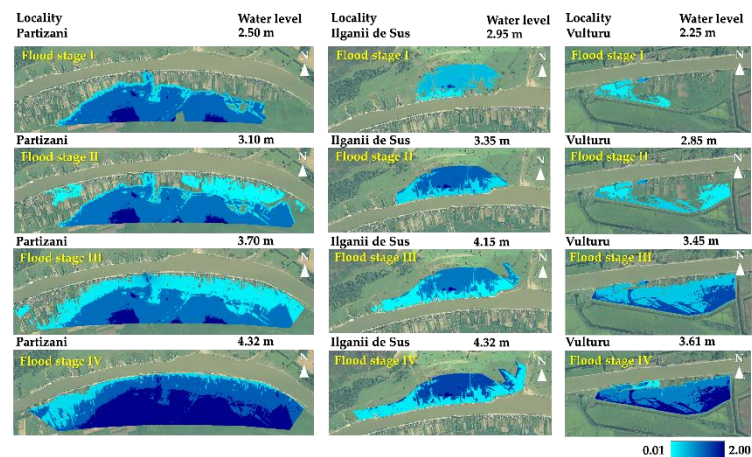 Locality Water level Locality Water level Locality Water level
Partizani 2.50 m Ilganii de Sus 2.95 m Vulturu 2.25 m
Flood stage I N Flood stage I N Flood stage I N
Partizani 3.10 m Ilganii de Sus 3.35 m Vulturu 2.85 m
Flood stage II N Flood stage II N Flood stage II N
Partizani 3.70 m Ilganii de Sus 4.15 m Vulturu 3.45 m
Flood stage III N Flood stage III N Flood stage III N
Partizani 4.32 m Ilganii de Sus 4.32 m Vulturu 3.61 m
Flood stage IV N Flood stage IV N Flood stage IV N
0.01 2.00